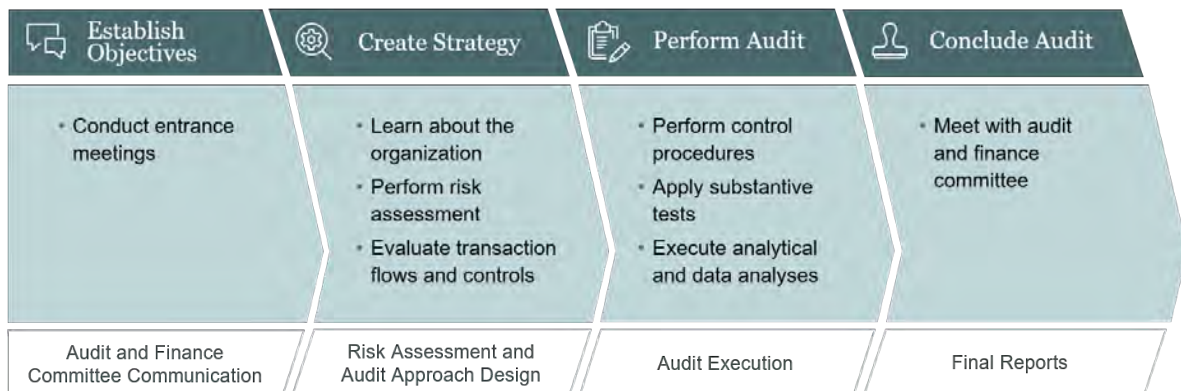 Establish
Objectives
Create Strategy
Perform Audit
Conclude Audit
• Conduct entrance
meetings
• Learn about the
organization
• Perform risk
assessment
• Evaluate transaction
flows and controls
• Perform control
procedures
• Apply substantive
tests
• Execute analytical
and data analyses
• Meet with audit
and finance
committee
Audit and Finance
Committee Communication
Risk Assessment and
Audit Approach Design
Audit Execution
Final Reports